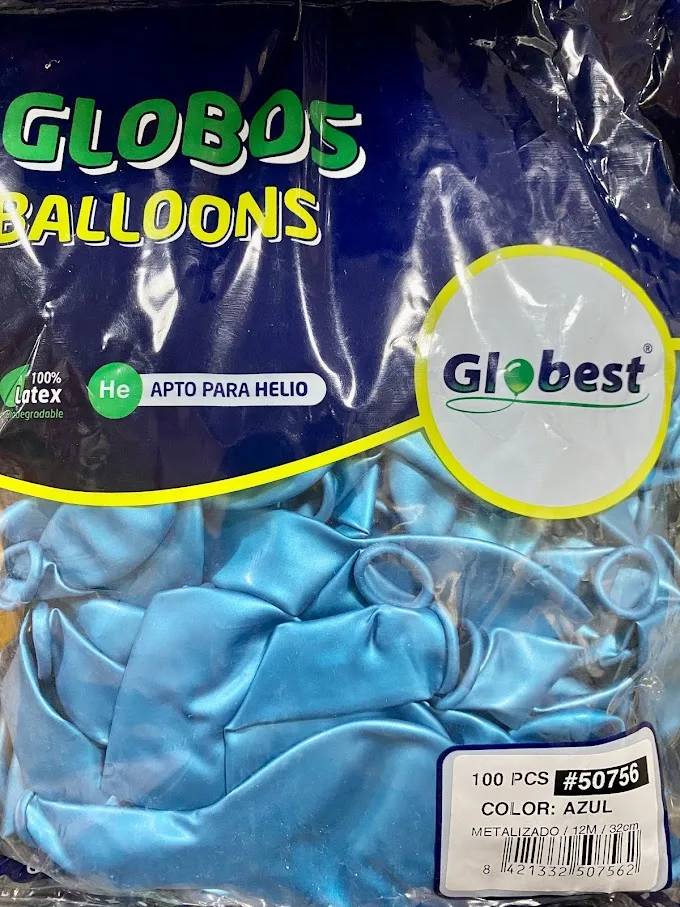 GLOBOS
BALLOONS
100%
Latex
Biodegradable
He APTO PARA HELIO
Globest®
100 PCS #50756
COLOR: AZUL
METALIZADO / 12M / 32cm
8 421332 507562